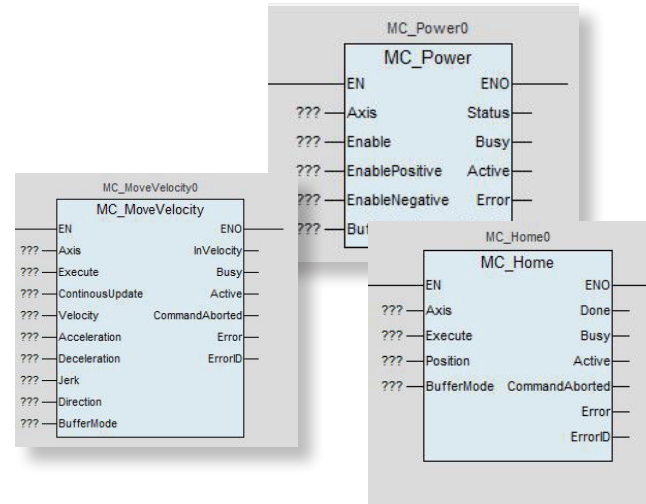 MC_Power0
MC_Power
EN ENO
??? Axis Status
??? Enable Busy
??? EnablePositive Active
??? EnableNegative Error
???
MC_MoveVelocity0
MC_MoveVelocity
EN ENO
??? Axis InVelocity
??? Execute Busy
??? ContinousUpdate Active
??? Velocity CommandAborted
??? Acceleration Error
??? Deceleration ErrorID
??? Jerk
??? Direction
??? BufferMode
MC_Home0
MC_Home
EN ENO
??? Axis Done
??? Execute Busy
??? Position Active
??? BufferMode CommandAborted
Error
ErrorID